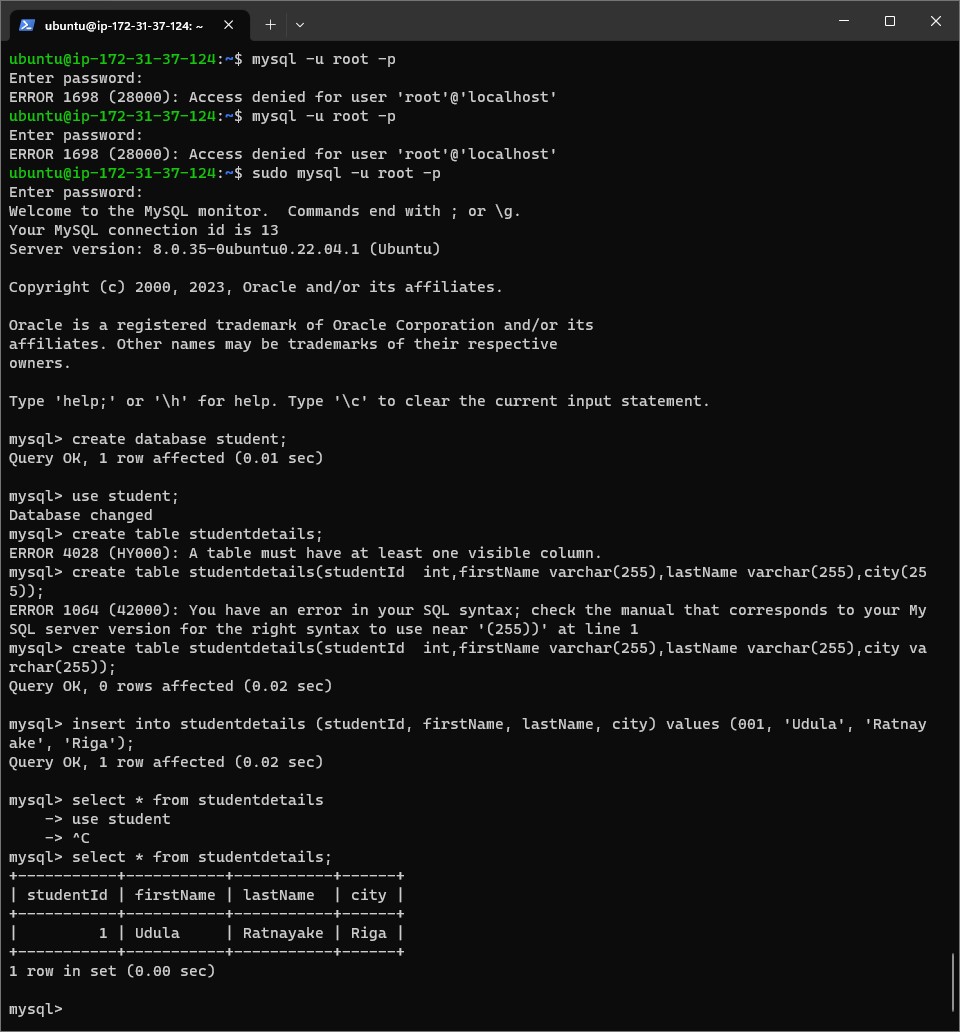 ubuntu@ip-172-31-37-124: ~
ubuntu@ip-172-31-37-124:~$ mysql -u root -p
Enter password:
ERROR 1698 (28000): Access denied for user 'root'@'localhost'
ubuntu@ip-172-31-37-124:~$ mysql -u root -p
Enter password:
ERROR 1698 (28000): Access denied for user 'root'@'localhost'
ubuntu@ip-172-31-37-124:~$ sudo mysql -u root -p
Enter password:
Welcome to the MySQL monitor.  Commands end with ; or \g.
Your MySQL connection id is 13
Server version: 8.0.35-0ubuntu0.22.04.1 (Ubuntu)

Copyright (c) 2000, 2023, Oracle and/or its affiliates.

Oracle is a registered trademark of Oracle Corporation and/or its
affiliates. Other names may be trademarks of their respective
owners.

Type 'help;' or '\h' for help. Type '\c' to clear the current input statement.

mysql> create database student;
Query OK, 1 row affected (0.01 sec)

mysql> use student;
Database changed
mysql> create table studentdetails;
ERROR 4028 (HY000): A table must have at least one visible column.
mysql> create table studentdetails(studentId  int,firstName varchar(255),lastName varchar(255),city(25
5));
ERROR 1064 (42000): You have an error in your SQL syntax; check the manual that corresponds to your My
SQL server version for the right syntax to use near '(255))' at line 1
mysql> create table studentdetails(studentId  int,firstName varchar(255),lastName varchar(255),city va
rchar(255));
Query OK, 0 rows affected (0.02 sec)

mysql> insert into studentdetails (studentId, firstName, lastName, city) values (001, 'Udula', 'Ratnay
ake', 'Riga');
Query OK, 1 row affected (0.02 sec)

mysql> select * from studentdetails
    -> use student
    -> ^C
mysql> select * from studentdetails;
+-----------+-----------+-----------+------+
| studentId | firstName | lastName  | city |
+-----------+-----------+-----------+------+
|         1 | Udula     | Ratnayake | Riga |
+-----------+-----------+-----------+------+
1 row in set (0.00 sec)

mysql>